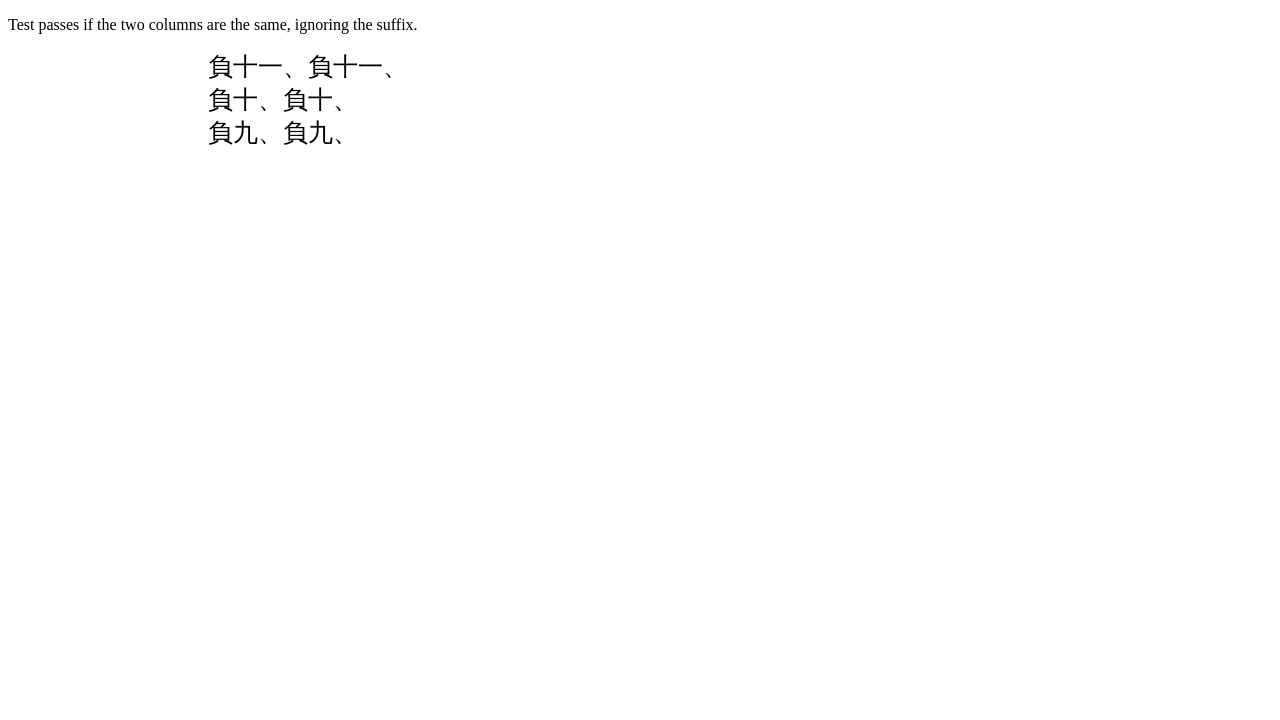 Test passes if the two columns are the same, ignoring the suffix.
負十一、負十一、
負十、負十、
負九、負九、